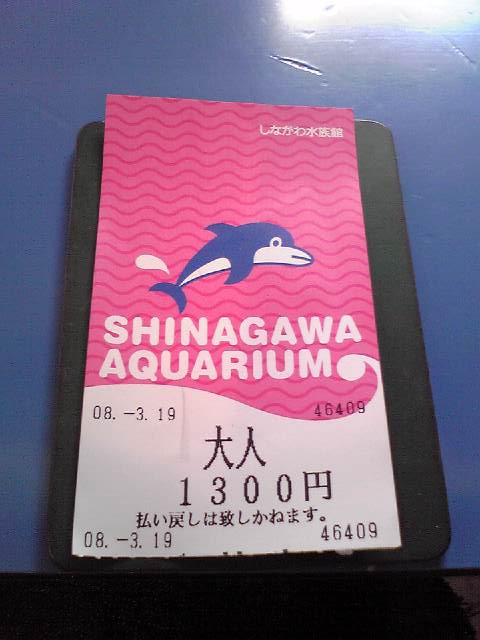 しながわ水族館
SHINAGAWA
AQUARIUM
08.-3.19 46409
大人
1300円
払い戻しは致しかねます。
08.-3.19 46409